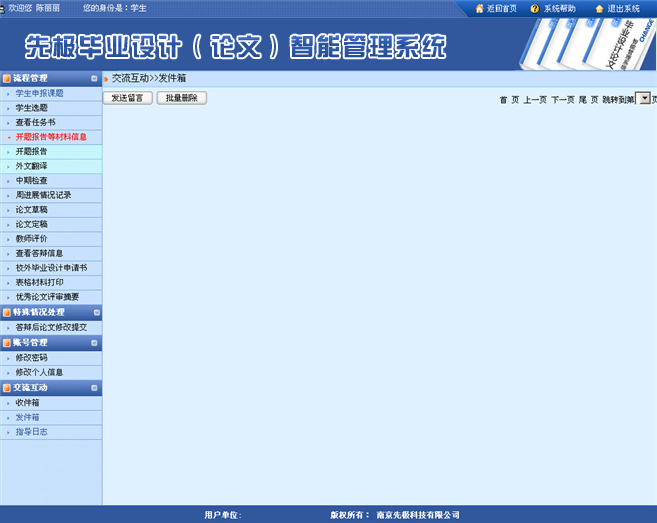 欢迎您 陈丽丽 您的身份是：学生 返回首页 系统帮助 退出系统
先极毕业设计（论文）智能管理系统
毕业设计论文
流程管理
学生申报课题
学生选题
查看任务书
开题报告等材料信息
开题报告
外文翻译
中期检查
周进展情况记录
论文草稿
论文定稿
教师评价
查看答辩信息
校外毕业设计申请书
表格材料打印
优秀论文评审摘要
特殊情况处理
答辩后论文修改提交
账号管理
修改密码
修改个人信息
交流互动
收件箱
发件箱
指导日志
交流互动>>发件箱
发送留言 批量删除 首 页 上一页 下一页 尾 页 跳转到第 页
用户单位: 版权所有： 南京先极科技有限公司